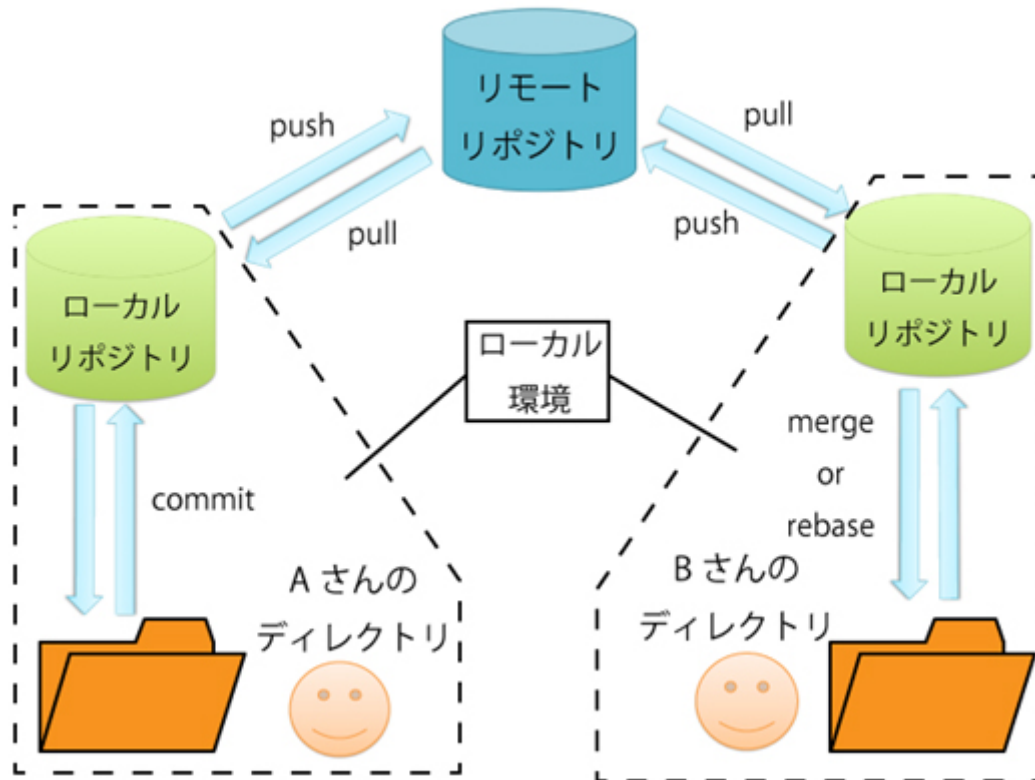 リモート
リポジトリ
push
pull
pull
push
ローカル
リポジトリ
ローカル
リポジトリ
ローカル
環境
commit
merge
or
rebase
A さんの
ディレクトリ
B さんの
ディレクトリ